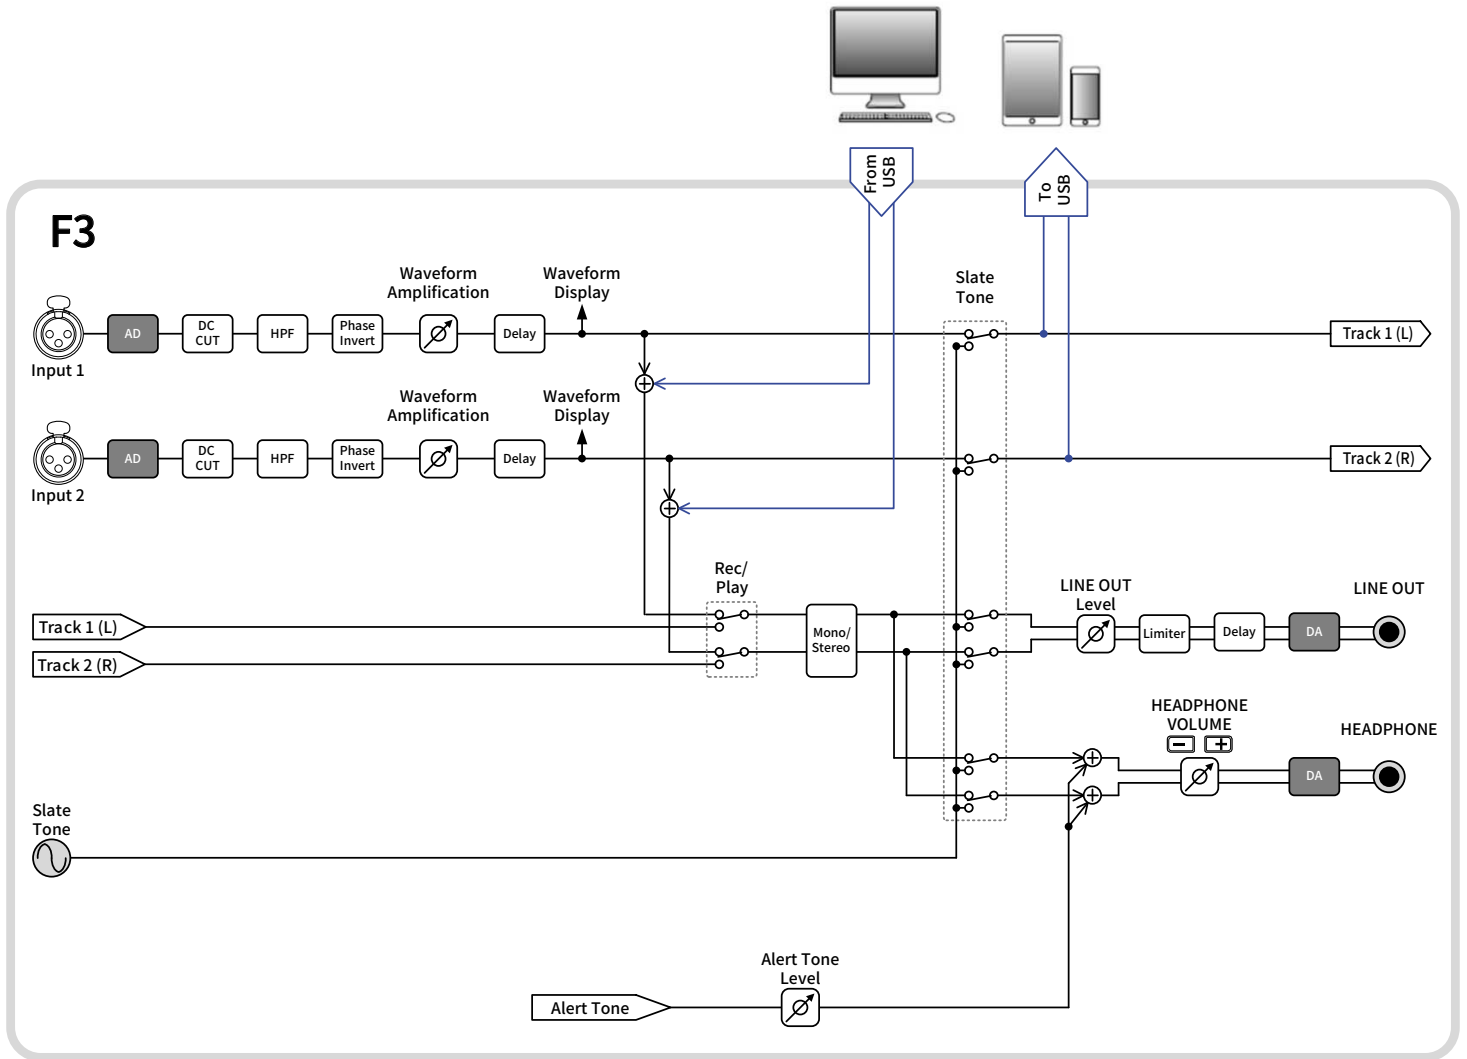 From
USB
To
USB
F3
Waveform
Amplification
Waveform
Display
Slate
Tone
AD
DC
CUT
HPF
Phase
Invert
Delay
Track 1 (L)
Input 1
Waveform
Amplification
Waveform
Display
AD
DC
CUT
HPF
Phase
Invert
Delay
Track 2 (R)
Input 2
Rec/
Play
LINE OUT
Level
LINE OUT
Track 1 (L)
Mono/
Stereo
Limiter
Delay
DA
Track 2 (R)
HEADPHONE
VOLUME
HEADPHONE
DA
Slate
Tone
Alert Tone
Level
Alert Tone